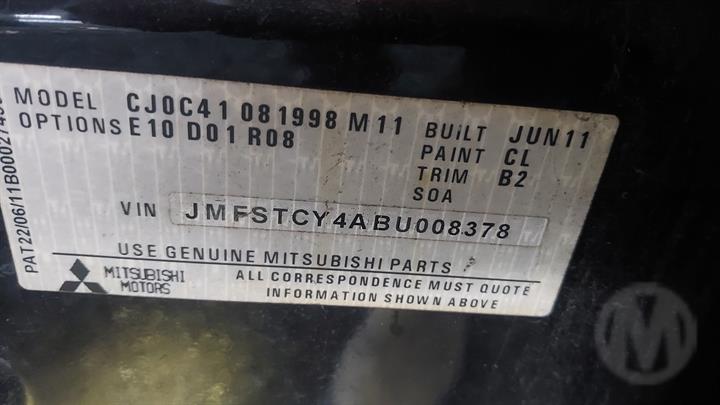 MODEL CJ0C41 081998 M11
OPTIONS E10 D01 R08
BUILT JUN11
PAINT CL
TRIM B2
SOA
VIN JMFSTCY4ABU008378
USE GENUINE MITSUBISHI PARTS
MITSUBISHI
MOTORS
ALL CORRESPONDENCE MUST QUOTE
INFORMATION SHOWN ABOVE
M